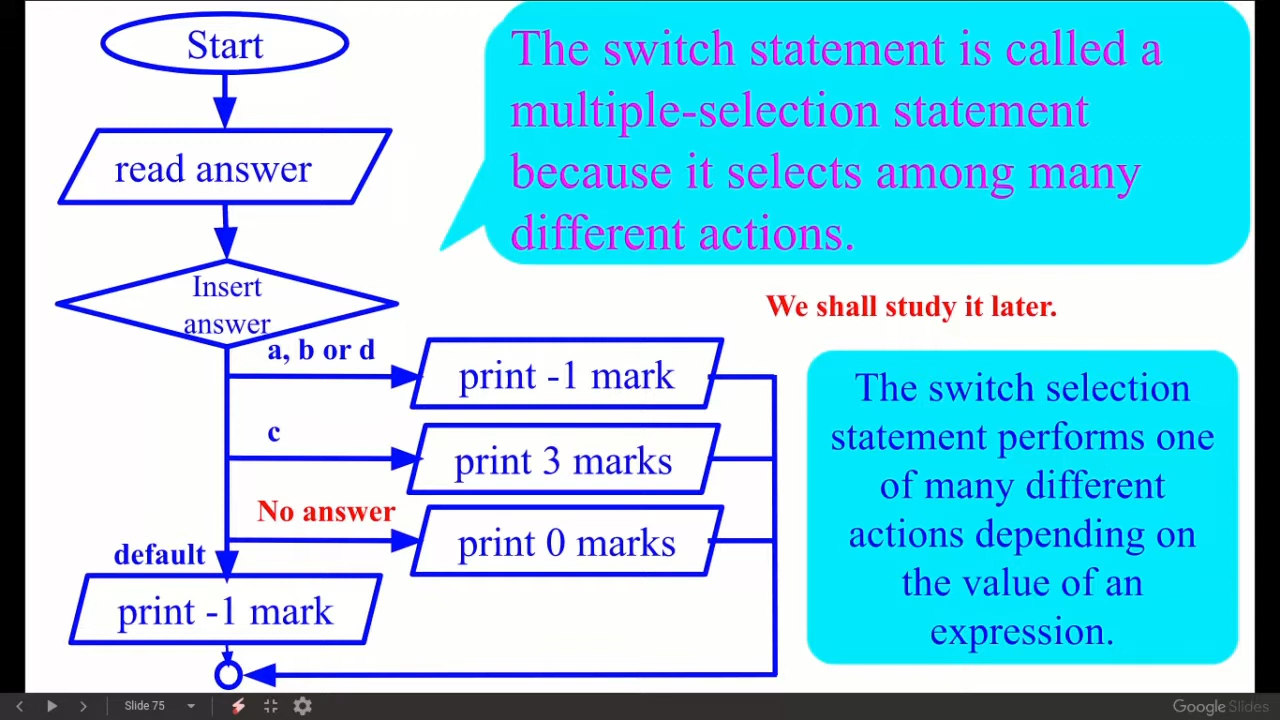 Start
read answer
Insert
answer
a, b or d
print -1 mark
c
print 3 marks
No answer
print 0 marks
default
print -1 mark
The switch statement is called a
multiple-selection statement
because it selects among many
different actions.
We shall study it later.
The switch selection
statement performs one
of many different
actions depending on
the value of an
expression.
Slide 75
Google Slides